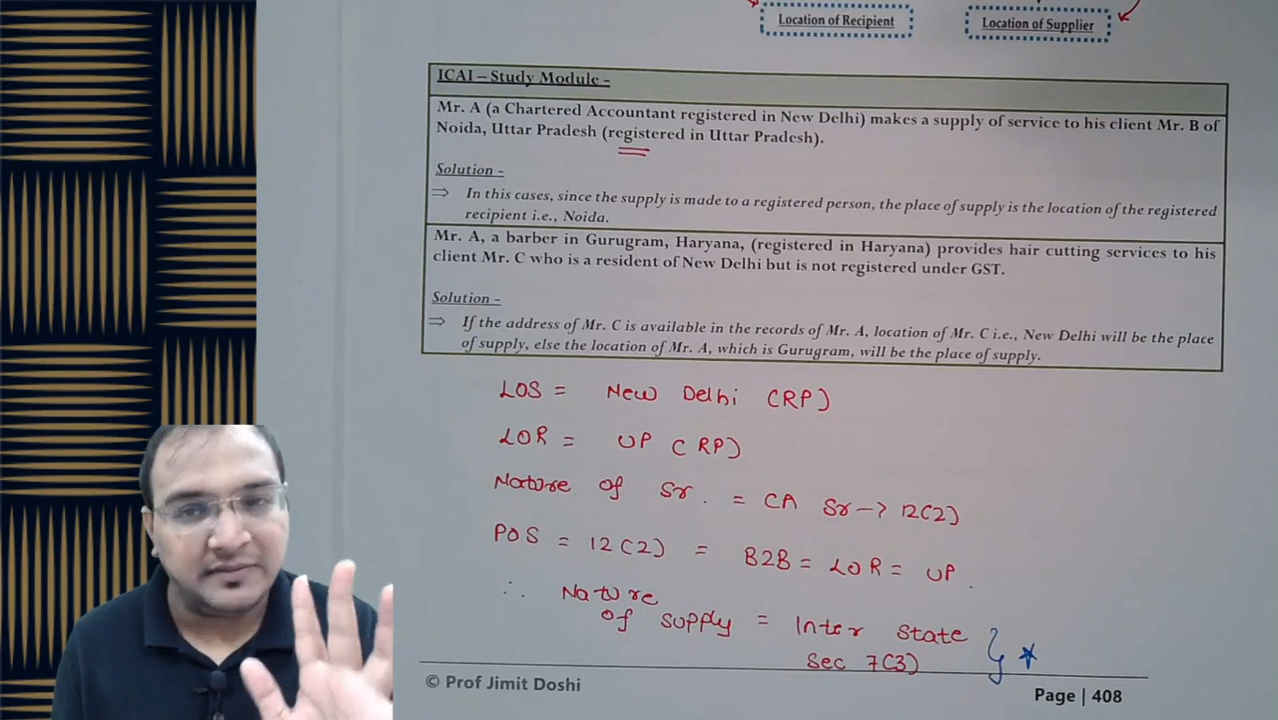 Location of Recipient
Location of Supplier
ICAI – Study Module -
Mr. A (a Chartered Accountant registered in New Delhi) makes a supply of service to his client Mr. B of
Noida, Uttar Pradesh (registered in Uttar Pradesh).
Solution -
⇒ In this cases, since the supply is made to a registered person, the place of supply is the location of the registered
recipient i.e., Noida.
Mr. A, a barber in Gurugram, Haryana, (registered in Haryana) provides hair cutting services to his
client Mr. C who is a resident of New Delhi but is not registered under GST.
Solution -
⇒ If the address of Mr. C is available in the records of Mr. A, location of Mr. C i.e., New Delhi will be the place
of supply, else the location of Mr. A, which is Gurugram, will be the place of supply.
LOS = New Delhi (RP)
LOR = UP (RP)
Nature of Sr. = CA Sr → 12(2)
POS = 12(2) = B2B = LOR = UP.
∴ Nature
of supply = Inter State
Sec 7(3)
© Prof Jimit Doshi
Page | 408